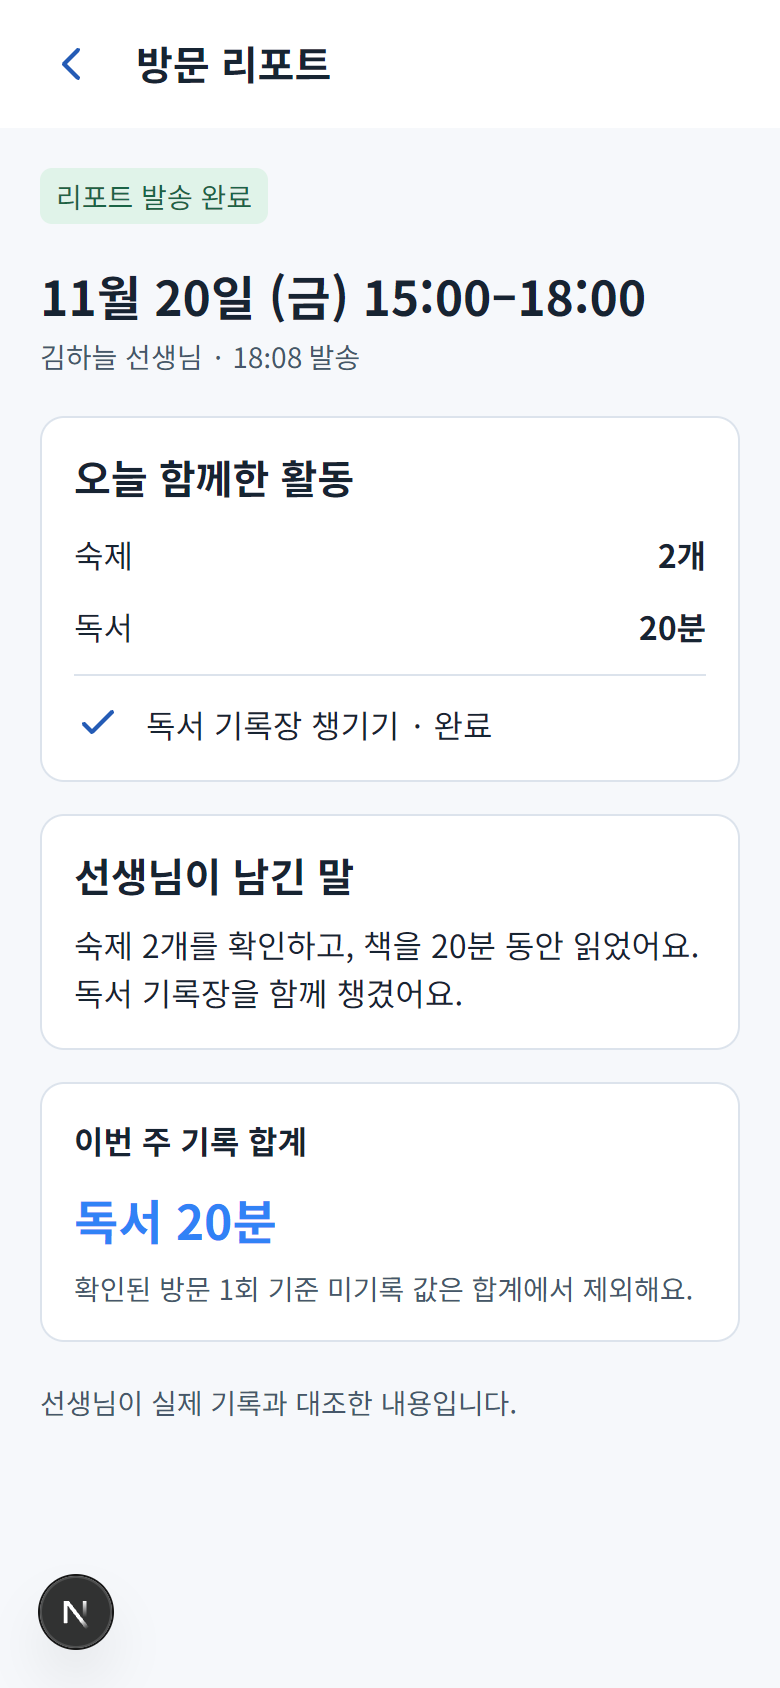 방문 리포트
리포트 발송 완료
11월 20일 (금) 15:00–18:00
김하늘 선생님 · 18:08 발송
오늘 함께한 활동
숙제 2개
독서 20분
독서 기록장 챙기기 · 완료
선생님이 남긴 말
숙제 2개를 확인하고, 책을 20분 동안 읽었어요.
독서 기록장을 함께 챙겼어요.
이번 주 기록 합계
독서 20분
확인된 방문 1회 기준 미기록 값은 합계에서 제외해요.
선생님이 실제 기록과 대조한 내용입니다.
N